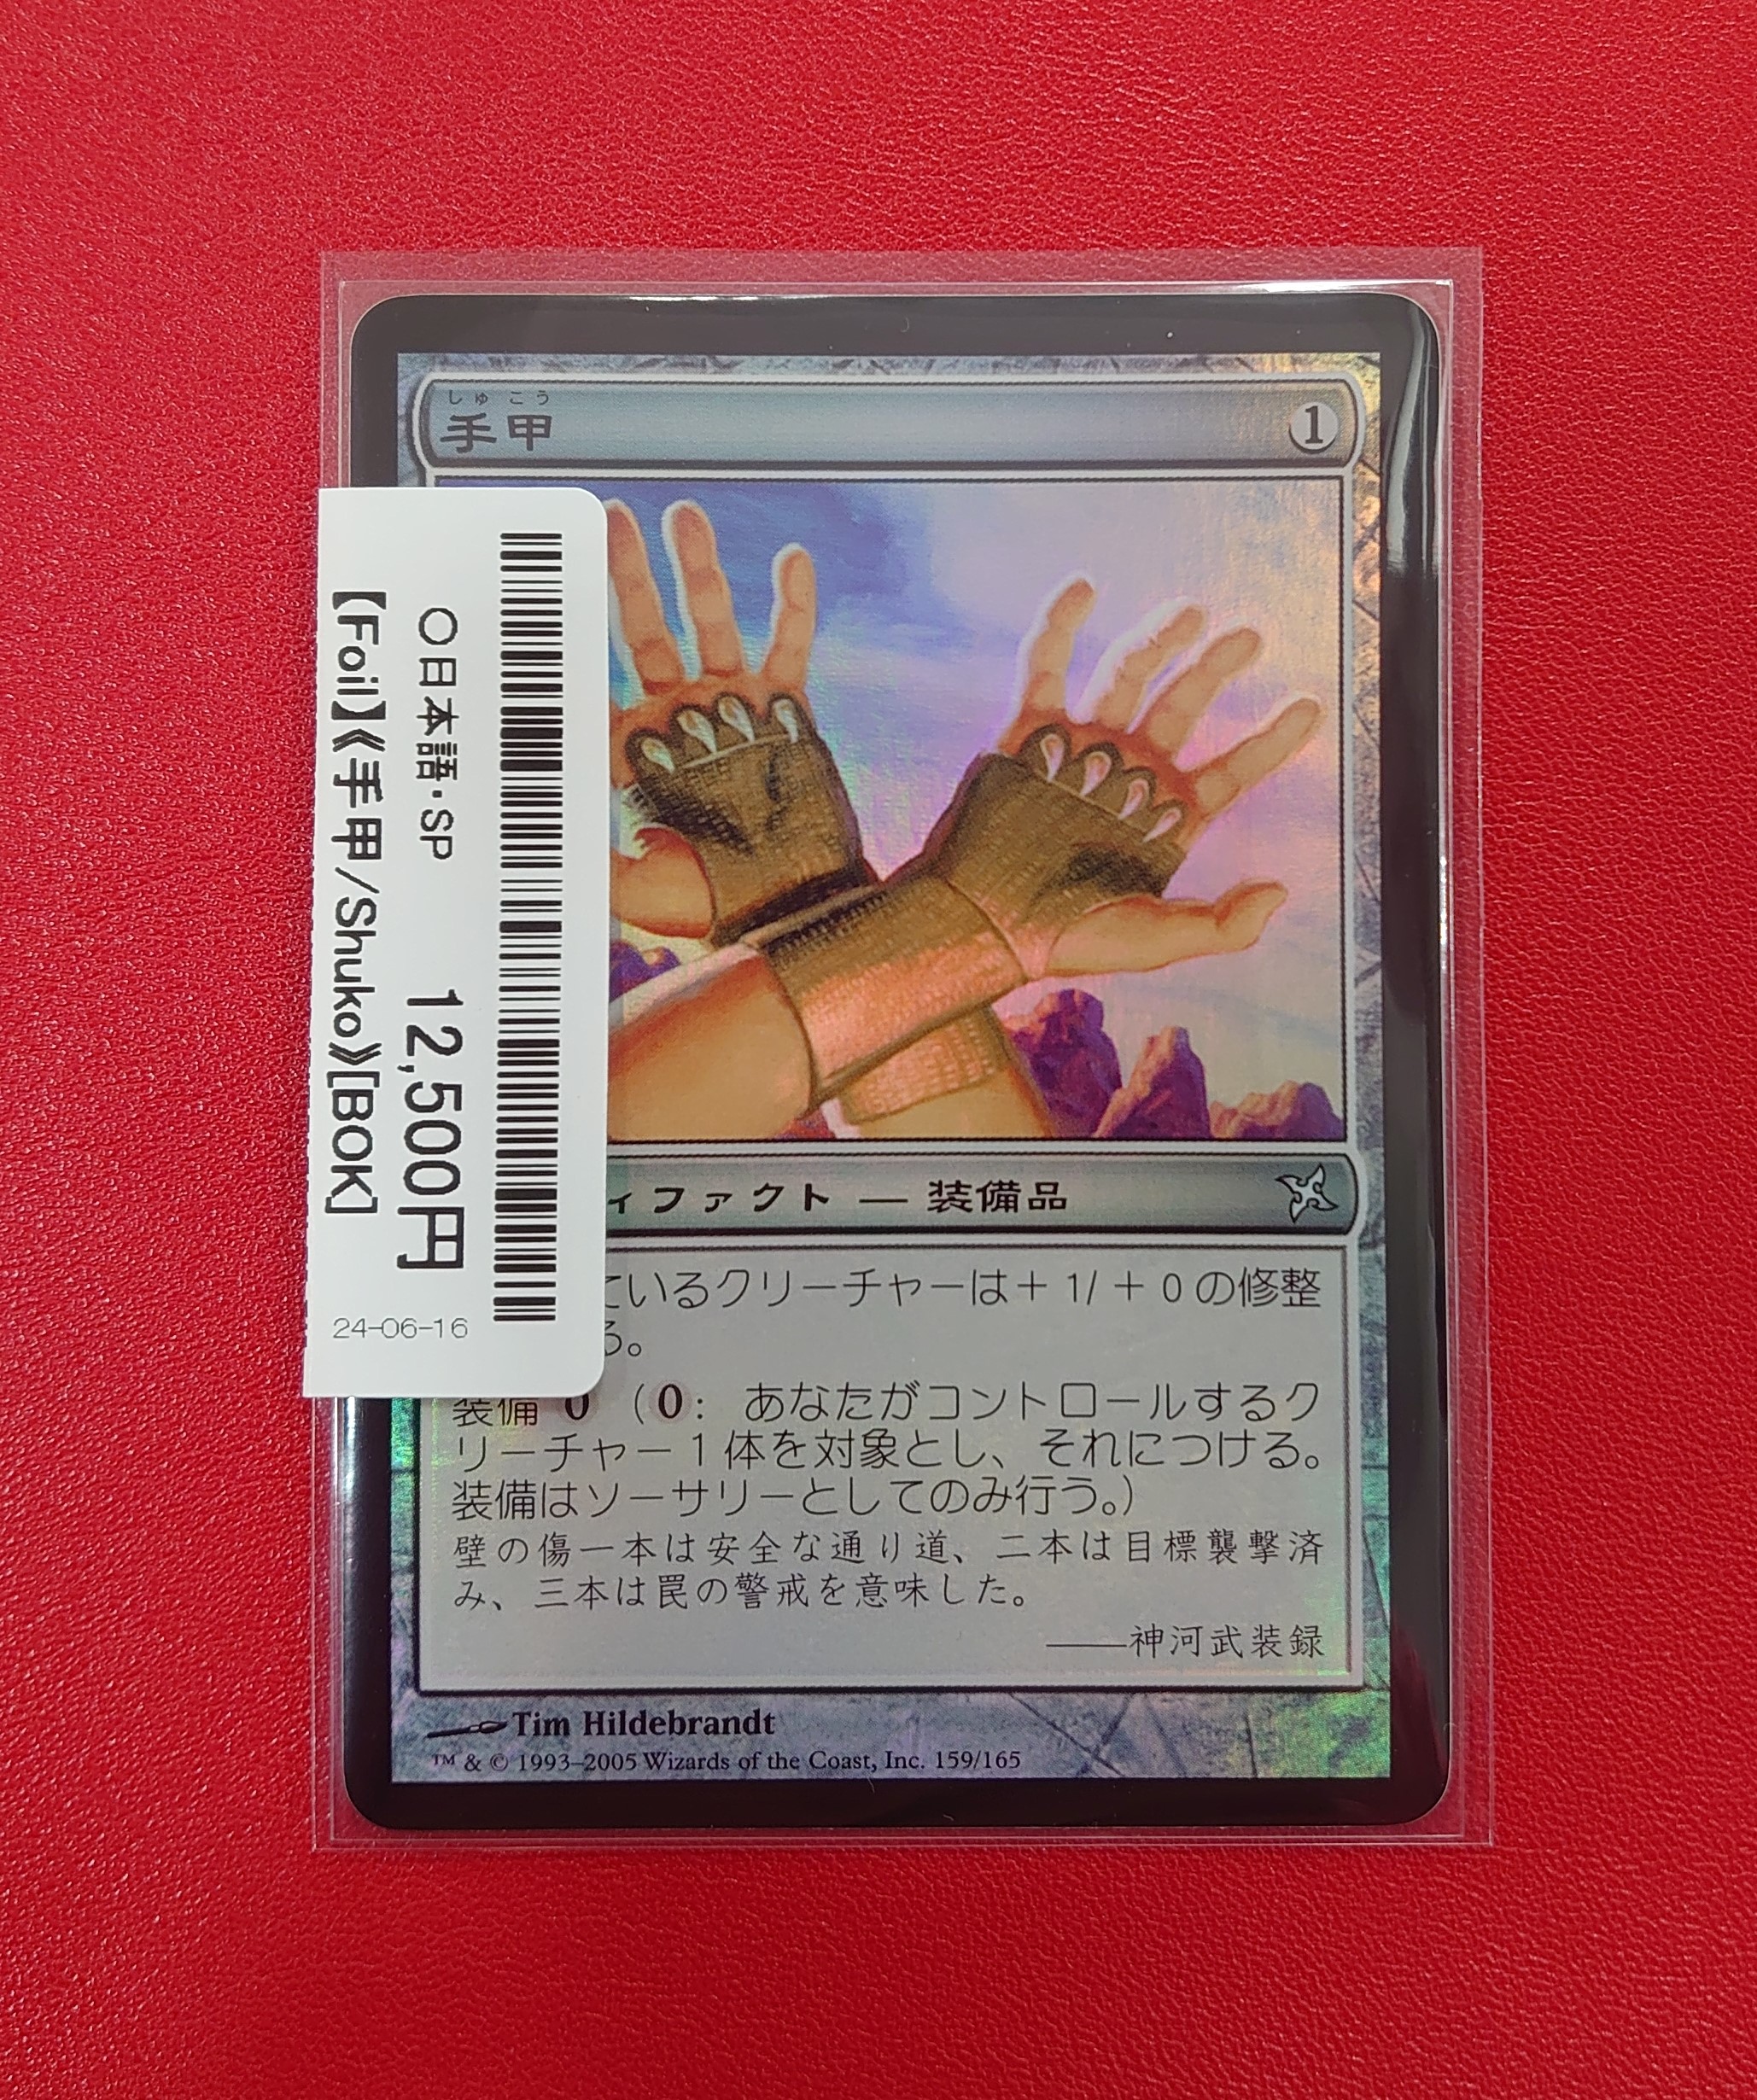 しゅ こう
手甲
1
【Foil】《手甲/Shuko》[BOK]
○日本語・SP 12,500円
24-06-16
ィファクト ― 装備品
ているクリーチャーは+1/+0の修整
る。
装備 0 (0: あなたがコントロールするク
リーチャー1体を対象とし、それにつける。
装備はソーサリーとしてのみ行う。)
壁の傷一本は安全な通り道、二本は目標襲撃済
み、三本は罠の警戒を意味した。
――神河武装録
Tim Hildebrandt
™ & © 1993–2005 Wizards of the Coast, Inc. 159/165